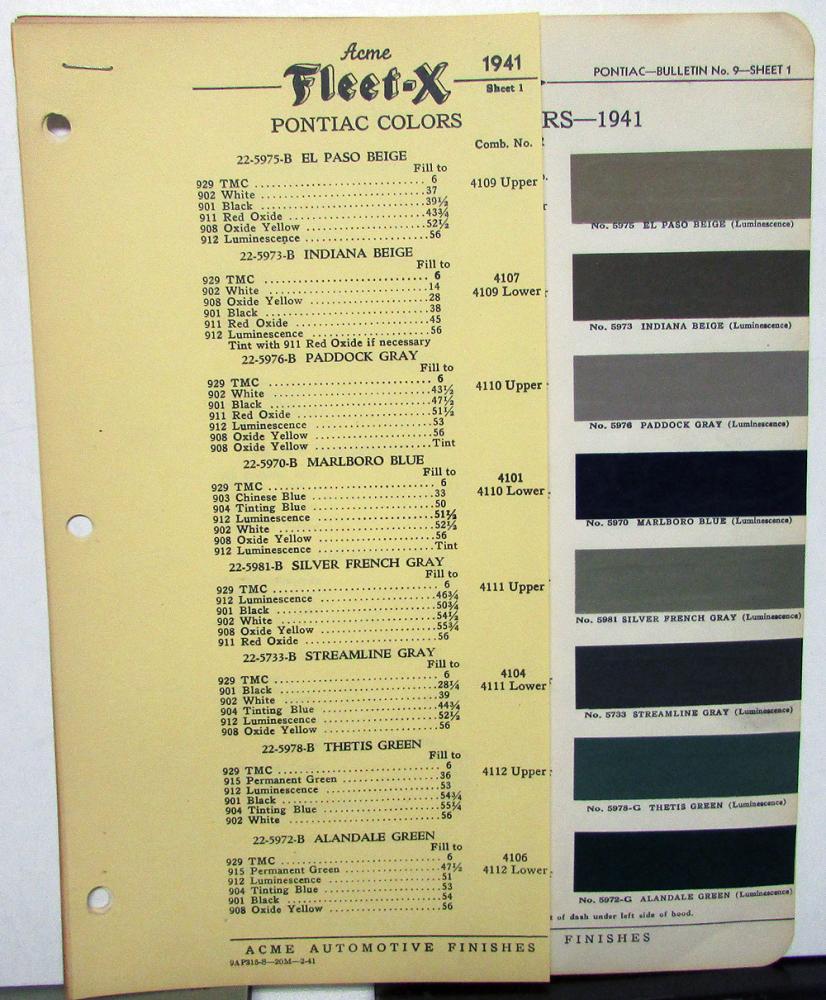 Acme
Fleet-X
1941
Sheet 1
PONTIAC COLORS
Comb. No.
22-5975-B EL PASO BEIGE
Fill to
929 TMC 6
902 White 37
901 Black 39½
911 Red Oxide 43¾
908 Oxide Yellow 52½
912 Luminescence 56
4109 Upper
22-5973-B INDIANA BEIGE
Fill to
929 TMC 6
902 White 14
908 Oxide Yellow 28
901 Black 38
911 Red Oxide 45
912 Luminescence 56
Tint with 911 Red Oxide if necessary
4107
4109 Lower
22-5976-B PADDOCK GRAY
Fill to
929 TMC 6
902 White 43½
901 Black 47½
911 Red Oxide 51½
912 Luminescence 53
908 Oxide Yellow 56
908 Oxide Yellow Tint
4110 Upper
22-5970-B MARLBORO BLUE
Fill to
929 TMC 6
903 Chinese Blue 33
904 Tinting Blue 50
912 Luminescence 51½
902 White 52½
908 Oxide Yellow 56
912 Luminescence Tint
4101
4110 Lower
22-5981-B SILVER FRENCH GRAY
Fill to
929 TMC 6
912 Luminescence 46¾
901 Black 50¾
902 White 54½
908 Oxide Yellow 55¾
911 Red Oxide 56
4111 Upper
22-5733-B STREAMLINE GRAY
Fill to
929 TMC 6
901 Black 28¼
902 White 39
904 Tinting Blue 44¾
912 Luminescence 52½
908 Oxide Yellow 56
4104
4111 Lower
22-5978-B THETIS GREEN
Fill to
929 TMC 6
915 Permanent Green 36
912 Luminescence 53
901 Black 54¾
904 Tinting Blue 55¼
902 White 56
4112 Upper
22-5972-B ALANDALE GREEN
Fill to
929 TMC 6
915 Permanent Green 47½
912 Luminescence 51
904 Tinting Blue 53
901 Black 54
908 Oxide Yellow 56
4106
4112 Lower
ACME AUTOMOTIVE FINISHES
9AP315-S—20M—2-41
PONTIAC—BULLETIN No. 9—SHEET 1
RS—1941
No. 5975 EL PASO BEIGE (Luminescence)
No. 5973 INDIANA BEIGE (Luminescence)
No. 5976 PADDOCK GRAY (Luminescence)
No. 5970 MARLBORO BLUE (Luminescence)
No. 5981 SILVER FRENCH GRAY (Luminescence)
No. 5733 STREAMLINE GRAY (Luminescence)
No. 5978-G THETIS GREEN (Luminescence)
No. 5972-G ALANDALE GREEN (Luminescence)
of dash under left side of hood.
FINISHES